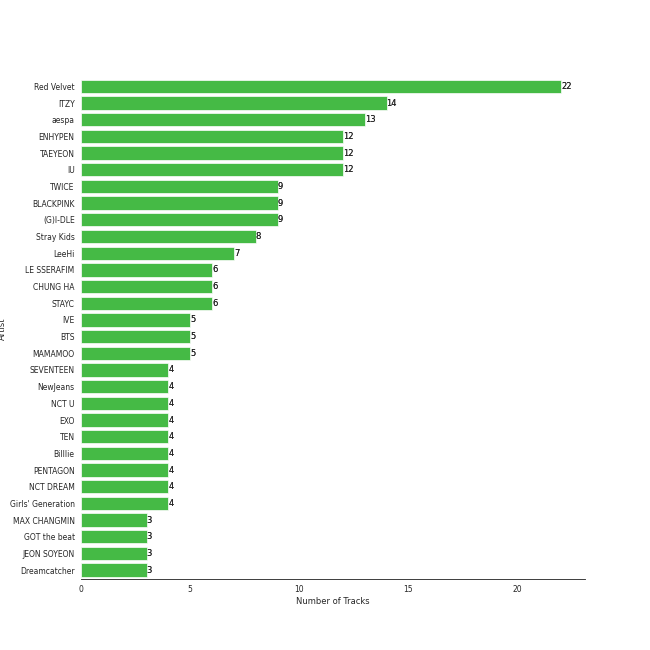 Red Velvet 22
ITZY 14
aespa 13
ENHYPEN 12
TAEYEON 12
IU 12
TWICE 9
BLACKPINK 9
(G)I-DLE 9
Stray Kids 8
LeeHi 7
LE SSERAFIM 6
CHUNG HA 6
STAYC 6
IVE 5
BTS 5
MAMAMOO 5
SEVENTEEN 4
NewJeans 4
NCT U 4
EXO 4
TEN 4
Billlie 4
PENTAGON 4
NCT DREAM 4
Girls' Generation 4
MAX CHANGMIN 3
GOT the beat 3
JEON SOYEON 3
Dreamcatcher 3
Artist
0 5 10 15 20
Number of Tracks